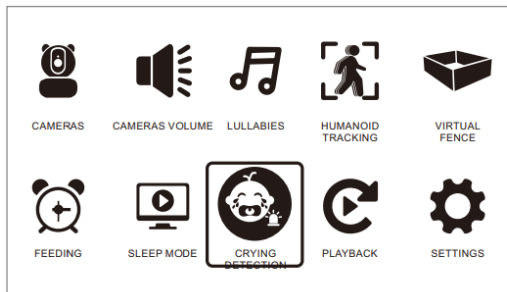 CAMERAS
CAMERAS VOLUME
LULLABIES
HUMANOID
TRACKING
VIRTUAL
FENCE
FEEDING
SLEEP MODE
CRYING
DETECTION
PLAYBACK
SETTINGS